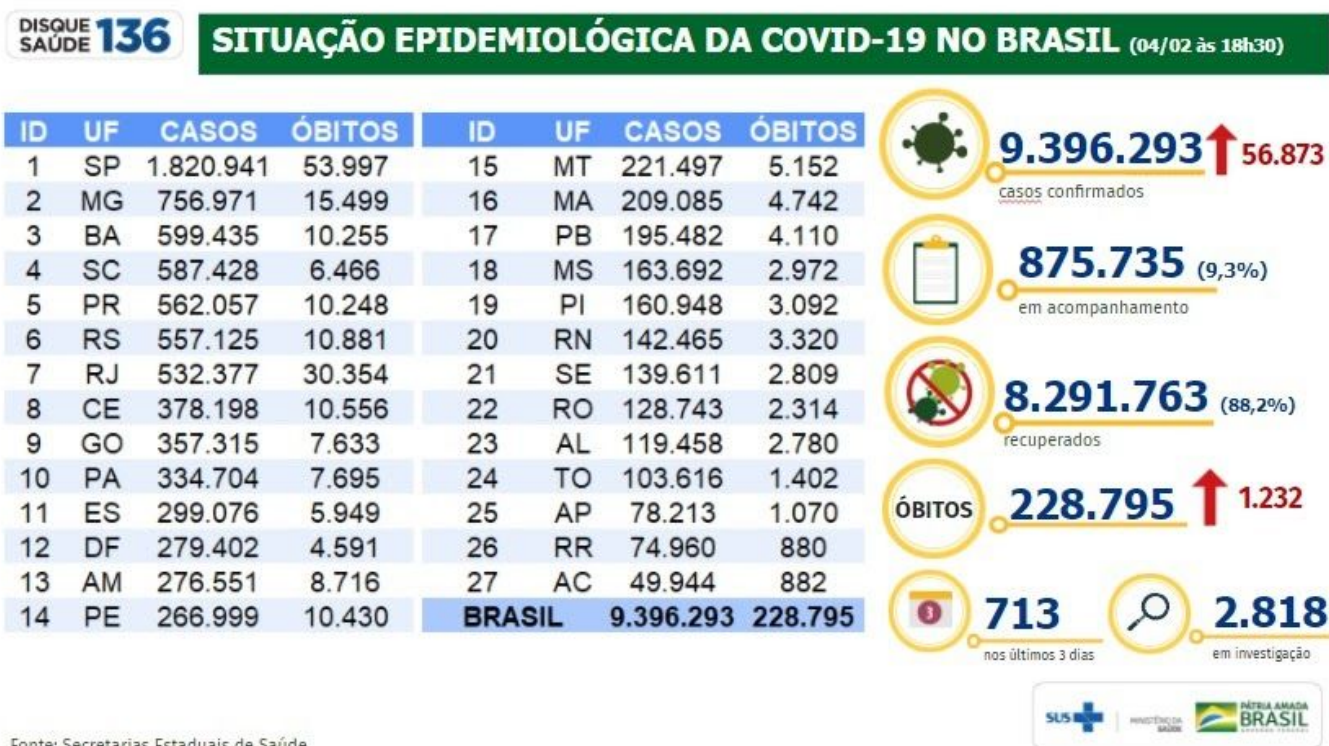 DISQUE
SAÚDE 136
SITUAÇÃO EPIDEMIOLÓGICA DA COVID-19 NO BRASIL (04/02 às 18h30)
ID UF CASOS ÓBITOS ID UF CASOS ÓBITOS
1 SP 1.820.941 53.997 15 MT 221.497 5.152
2 MG 756.971 15.499 16 MA 209.085 4.742
3 BA 599.435 10.255 17 PB 195.482 4.110
4 SC 587.428 6.466 18 MS 163.692 2.972
5 PR 562.057 10.248 19 PI 160.948 3.092
6 RS 557.125 10.881 20 RN 142.465 3.320
7 RJ 532.377 30.354 21 SE 139.611 2.809
8 CE 378.198 10.556 22 RO 128.743 2.314
9 GO 357.315 7.633 23 AL 119.458 2.780
10 PA 334.704 7.695 24 TO 103.616 1.402
11 ES 299.076 5.949 25 AP 78.213 1.070
12 DF 279.402 4.591 26 RR 74.960 880
13 AM 276.551 8.716 27 AC 49.944 882
14 PE 266.999 10.430 BRASIL 9.396.293 228.795
9.396.293 56.873
casos confirmados
875.735 (9,3%)
em acompanhamento
8.291.763 (88,2%)
recuperados
ÓBITOS 228.795 1.232
3 713
nos últimos 3 dias
2.818
em investigação
SUS
MINISTÉRIO DA
SAÚDE
PÁTRIA AMADA
BRASIL
GOVERNO FEDERAL
Fonte: Secretarias Estaduais de Saúde